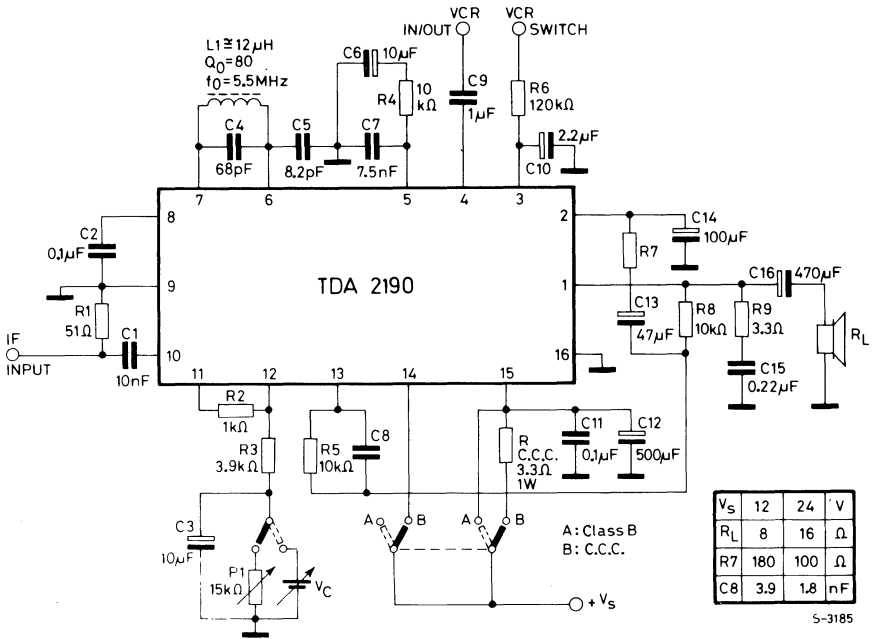 VCR
IN/OUT
VCR
SWITCH
L1≅12µH
Q0=80
f0=5.5MHz
C6
10µF
R4
10
kΩ
C9
1µF
R6
120kΩ
C4
68pF
C5
8.2pF
C7
7.5nF
2.2µF
C10
7
6
5
4
3
8
9
10
TDA 2190
2
1
16
C2
0.1µF
R1
51Ω
IF
INPUT
C1
10nF
C14
100µF
R7
C16
470µF
C13
47µF
R8
10kΩ
R9
3.3Ω
RL
C15
0.22µF
11
12
13
14
15
R2
1kΩ
R3
3.9kΩ
R5
10kΩ
C8
R
C.C.C.
3.3Ω
1W
C11
0.1µF
C12
500µF
C3
10µF
P1
15kΩ
VC
A
B
A
B
A: Class B
B: C.C.C.
+Vs
Vs 12 24 V
RL 8 16 Ω
R7 180 100 Ω
C8 3.9 1.8 nF
S-3185